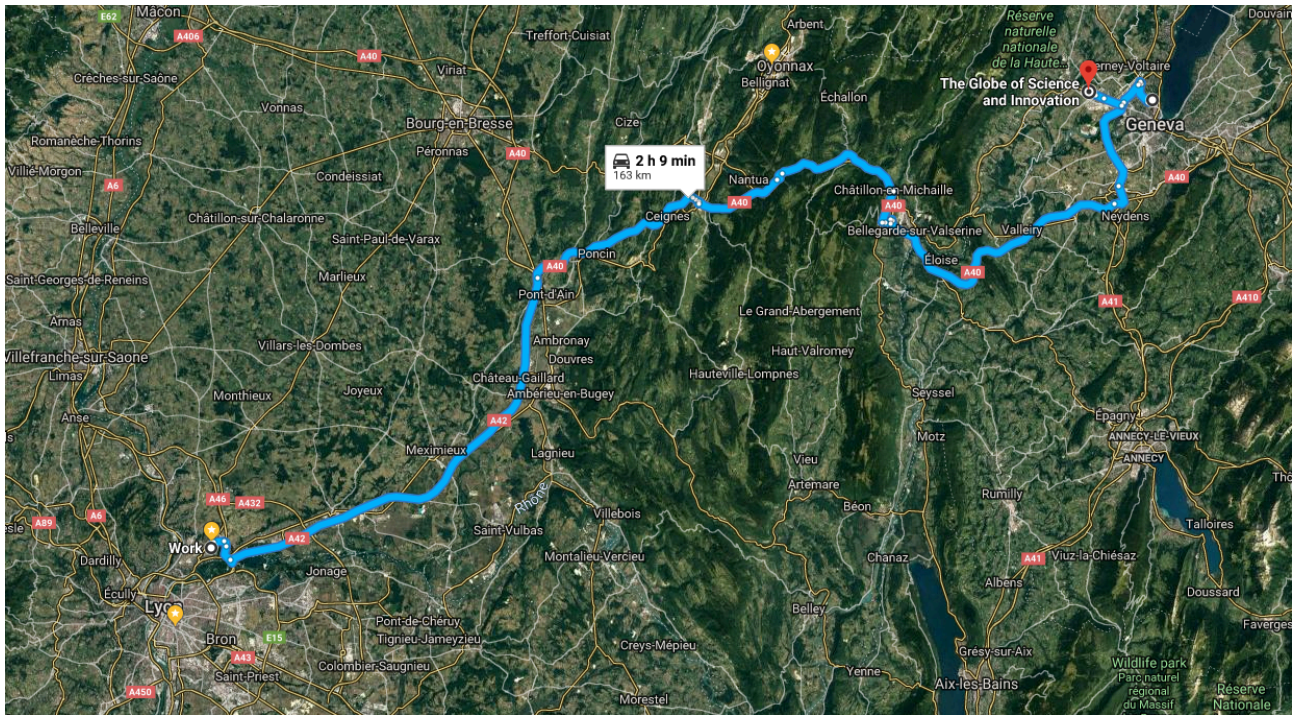 E62
Mâcon
A406
A40
Treffort-Cuisiat
Arbent
Réserve
naturelle
nationale
de la Haute...
Douvain
Crêches-sur-Saône
Viriat
Oyonnax
Bellignat
erney-Voltaire
The Globe of Science
and Innovation
Vonnas
Bourg-en-Bresse
Cize
Échallon
Geneva
Romanèche-Thorins
Péronnas
A40
2 h 9 min
163 km
Villié-Morgon
A6
Condeissiat
Nantua
Châtillon-en-Michaille
A40
A40
A40
Neydens
Belleville
Châtillon-sur-Chalaronne
Ceignes
Bellegarde-sur-Valserine
Valleiry
Saint-Paul-de-Varax
Poncin
Éloise
A40
A40
Saint-Georges-de-Reneins
Marlieux
Pont-d'Ain
A41
A410
Arnas
Le Grand-Abergement
Villars-les-Dombes
Ambronay
Villefranche-sur-Saone
Douvres
Haut-Valromey
Limas
Château-Gaillard
Hauteville-Lompnes
Monthieux
Joyeux
Ambérieu-en-Bugey
Seyssel
Anse
A42
Épagny
Motz
ANNECY-LE-VIEUX
ANNECY
Meximieux
Lagnieu
Vieu
Artemare
Rumilly
A46
A432
Rhône
Villebois
Béon
A89
A6
Saint-Vulbas
Talloires
Work
A42
Dardilly
Montalieu-Vercieu
Chanaz
A41
Viuz-la-Chiésaz
Jonage
Albens
Doussard
Écully
Lyon
Belley
Pont-de-Chéruy
Tignieu-Jameyzieu
Faverges
Bron
E15
Creys-Mépieu
Grésy-sur-Aix
A43
Colombier-Saugnieu
Saint-Priest
Yenne
Aix-les-Bains
Wildlife park
Parc naturel
régional
du Massif
A450
Morestel
Réserve
Nationale